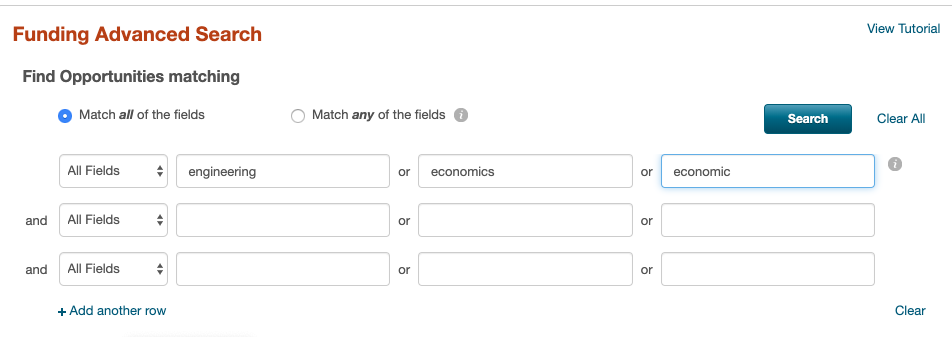 View Tutorial
Funding Advanced Search
Find Opportunities matching
Match all of the fields Match any of the fields i Search Clear All
All Fields engineering or economics or economic i
and All Fields or or
and All Fields or or
+ Add another row Clear